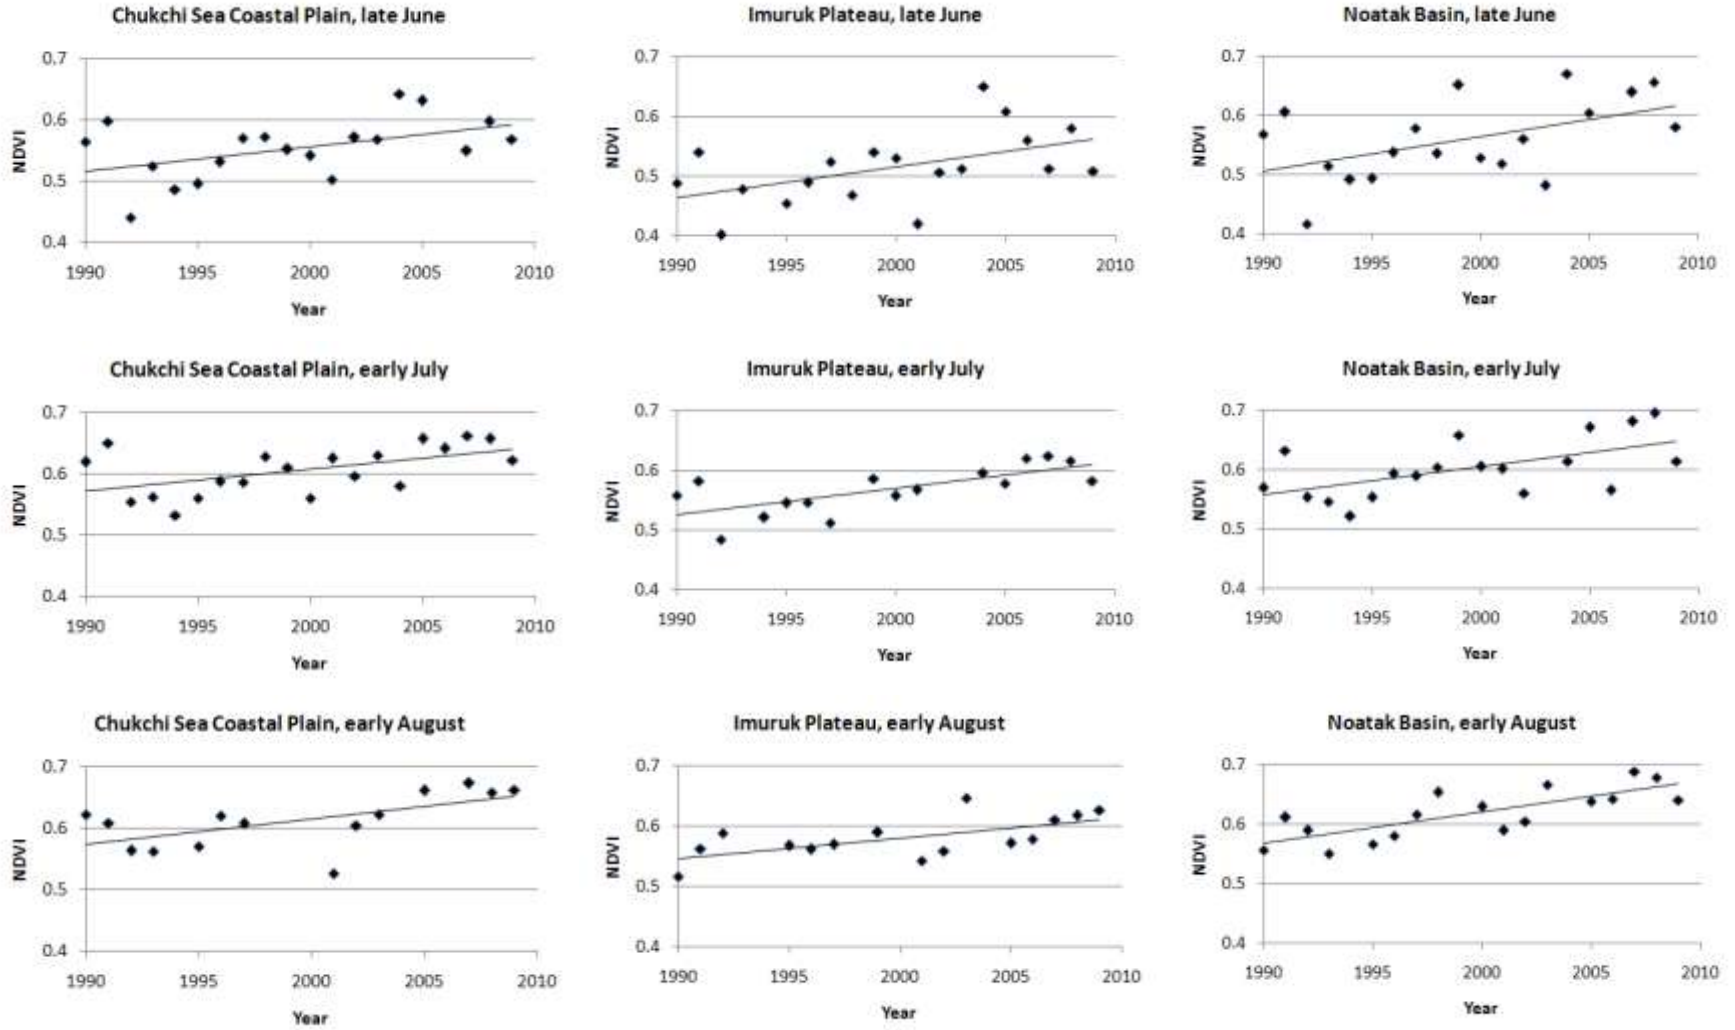 Chukchi Sea Coastal Plain, late June
0.7
0.6
0.5
0.4
NDVI
1990 1995 2000 2005 2010
Year
Imuruk Plateau, late June
0.7
0.6
0.5
0.4
NDVI
1990 1995 2000 2005 2010
Year
Noatak Basin, late June
0.7
0.6
0.5
0.4
NDVI
1990 1995 2000 2005 2010
Year
Chukchi Sea Coastal Plain, early July
0.7
0.6
0.5
0.4
NDVI
1990 1995 2000 2005 2010
Year
Imuruk Plateau, early July
0.7
0.6
0.5
0.4
NDVI
1990 1995 2000 2005 2010
Year
Noatak Basin, early July
0.7
0.6
0.5
0.4
NDVI
1990 1995 2000 2005 2010
Year
Chukchi Sea Coastal Plain, early August
0.7
0.6
0.5
0.4
NDVI
1990 1995 2000 2005 2010
Year
Imuruk Plateau, early August
0.7
0.6
0.5
0.4
NDVI
1990 1995 2000 2005 2010
Year
Noatak Basin, early August
0.7
0.6
0.5
0.4
NDVI
1990 1995 2000 2005 2010
Year